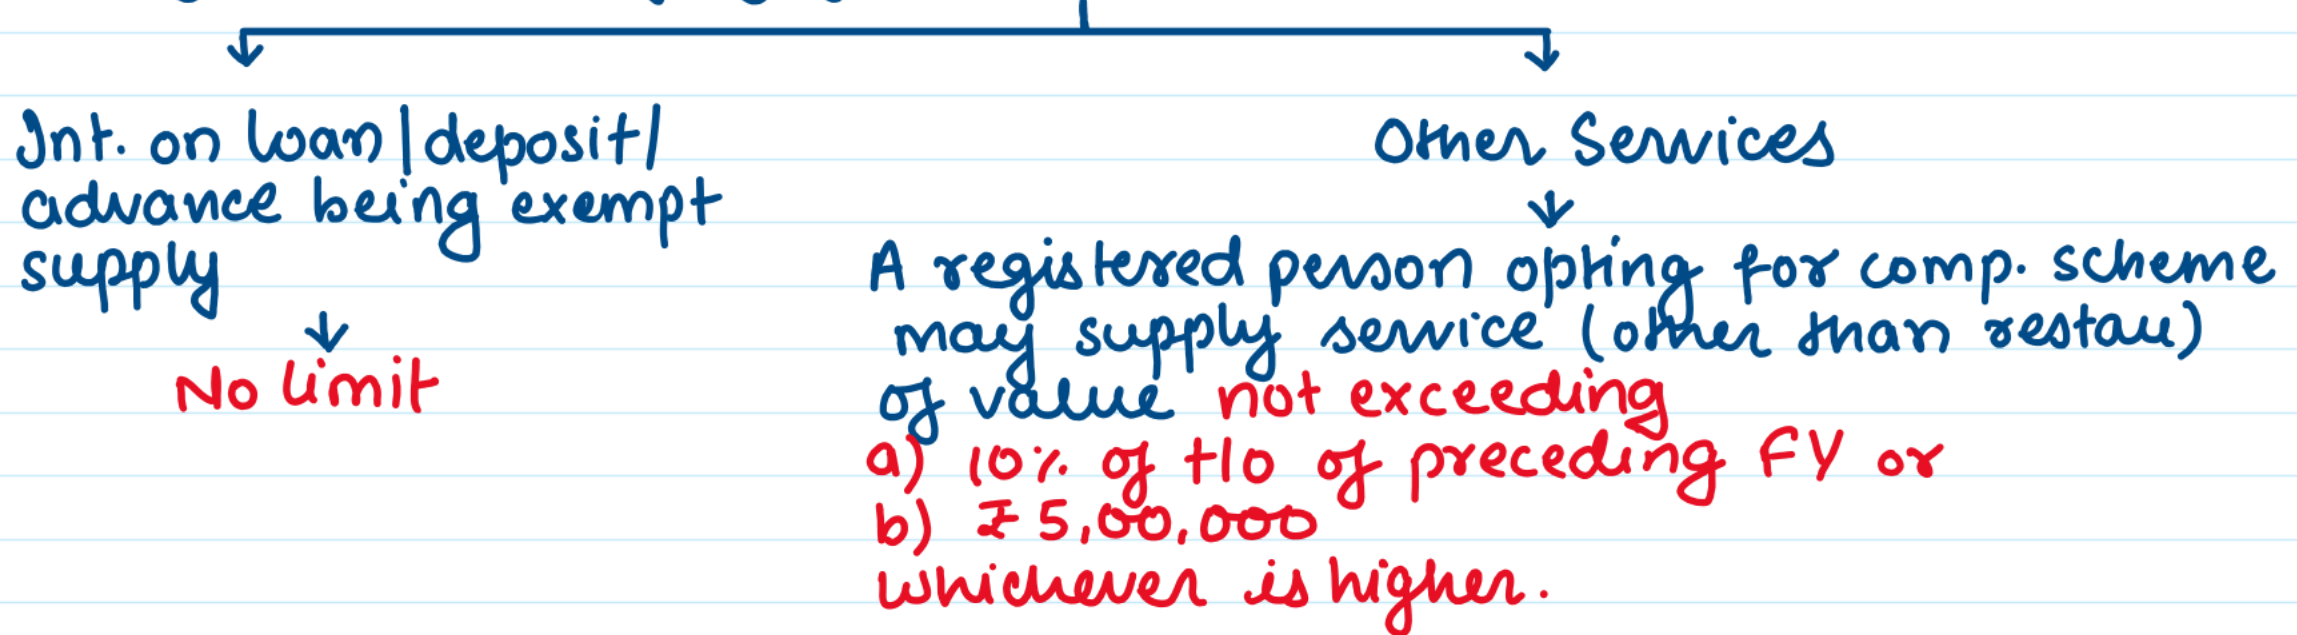 Int. on loan/deposit/
advance being exempt
supply
No limit
Other Services
A registered person opting for comp. scheme
may supply service (other than restau)
of value not exceeding
a) 10% of t/o of preceding FY or
b) ₹ 5,00,000
whichever is higher.